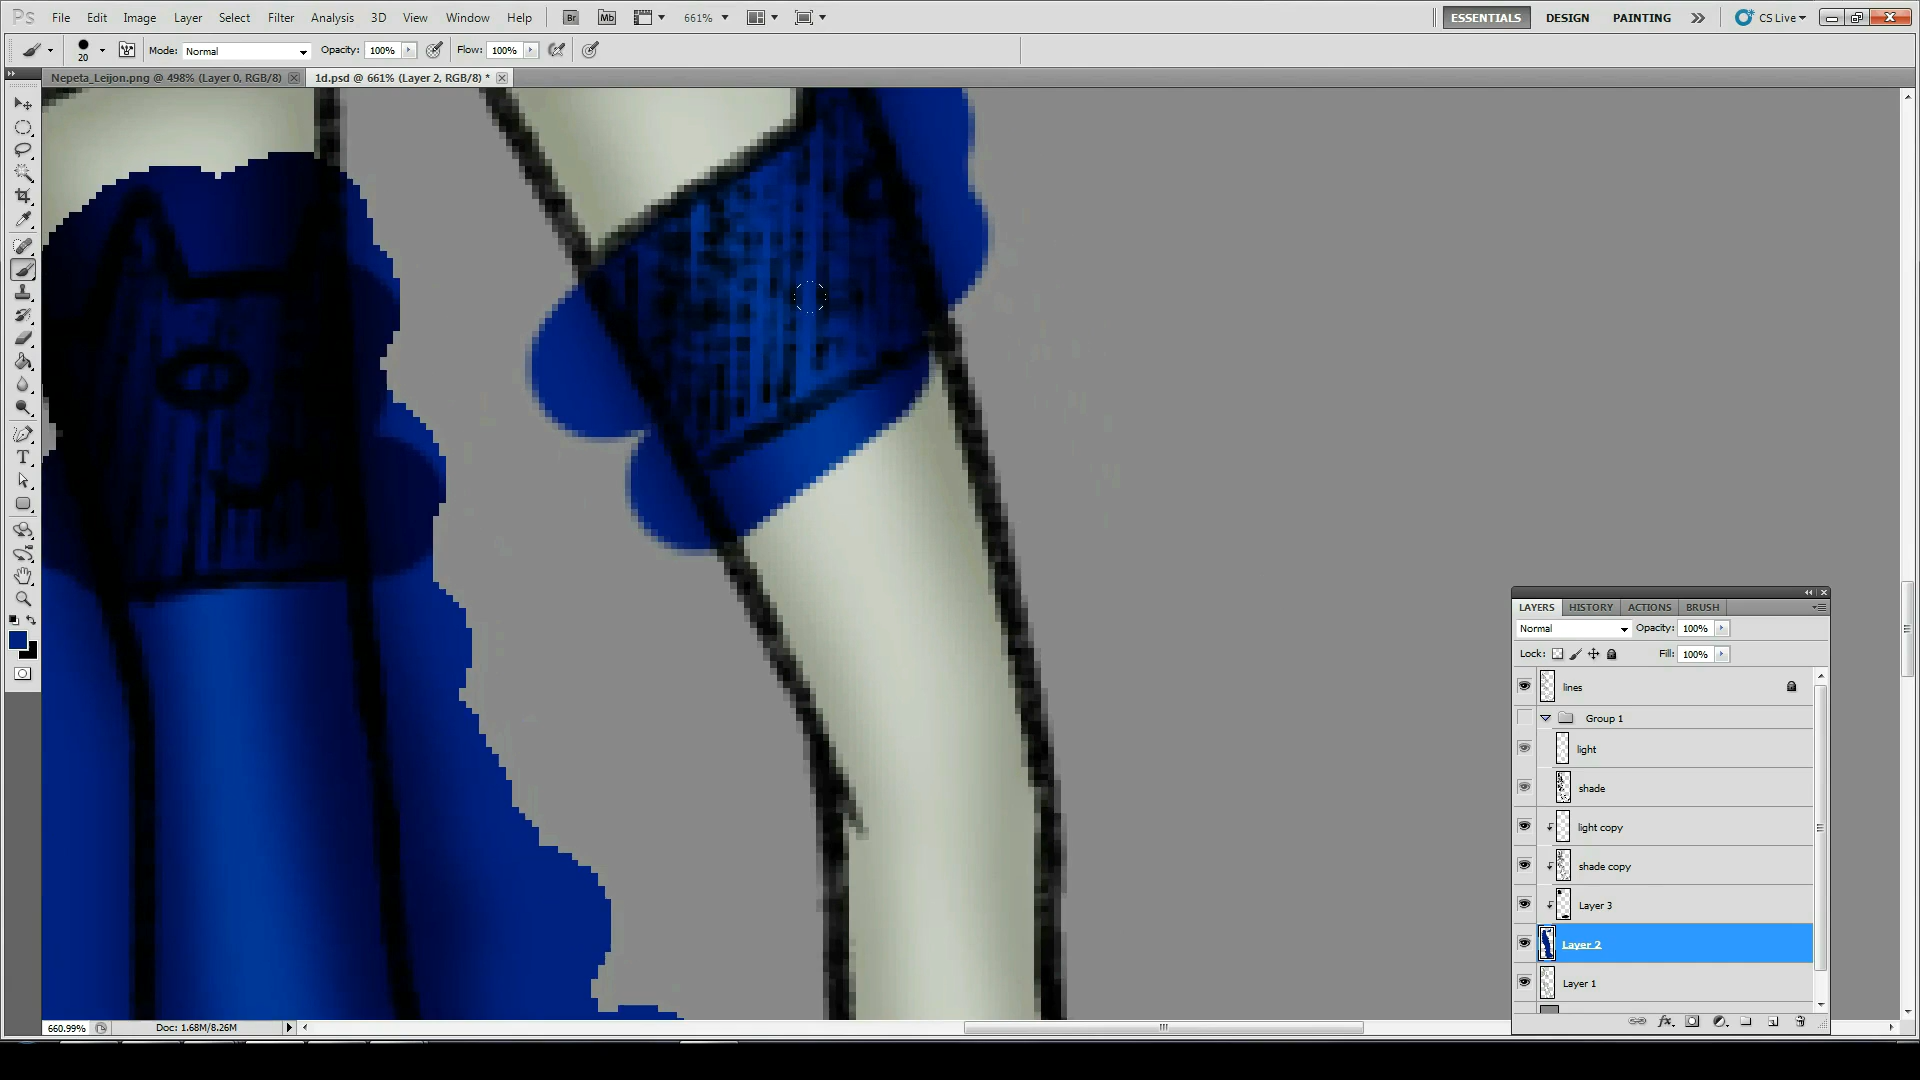 Ps File Edit Image Layer Select Filter Analysis 3D View Window Help Br Mb 661% ESSENTIALS DESIGN PAINTING CS Live
20 Mode: Normal Opacity: 100% Flow: 100%
Nepeta_Leijon.png @ 498% (Layer 0, RGB/8) 1d.psd @ 661% (Layer 2, RGB/8) *
T
LAYERS HISTORY ACTIONS BRUSH
Normal Opacity: 100%
Lock: Fill: 100%
lines
Group 1
light
shade
light copy
shade copy
Layer 3
Layer 2
Layer 1
fx
660.99% Doc: 1.68M/8.26M